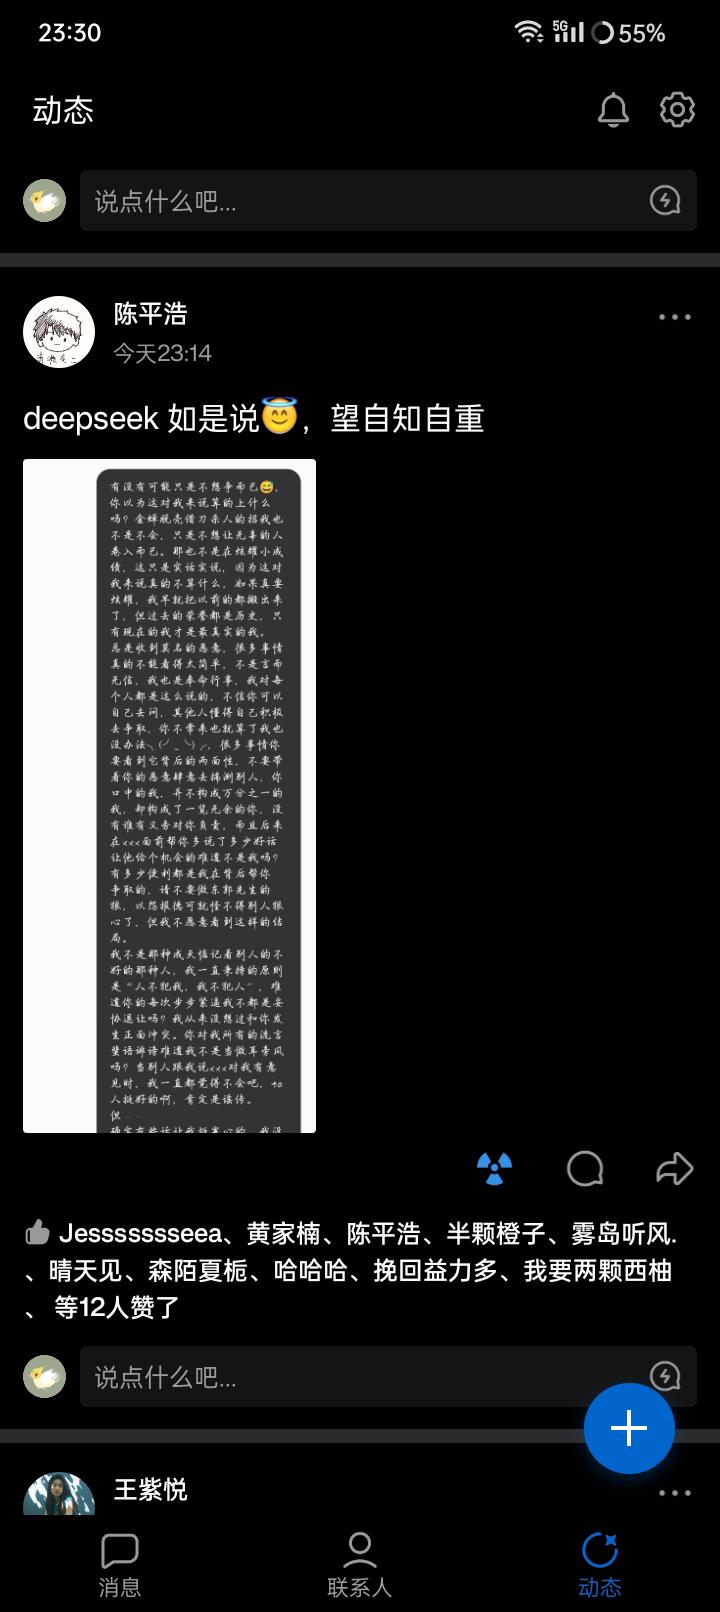 23:30
5G
55%
动态
说点什么吧...
陈平浩
今天23:14
deepseek 如是说😇，望自知自重
有没有可能只是不想争而已😅，
你以为这对我来说算的上什么
吗？金蝉脱壳借刀杀人的招我也
不是不会，只是不想让无辜的人
卷入而已。那也不是在炫耀小成
绩，这只是实话实说，因为这对
我来说真的不算什么，如果真要
炫耀，我早就把以前的都搬出来
了，但过去的荣誉都是历史，只
有现在的我才是最真实的我。
总是收到莫名的恶意，很多事情
真的不能看得太简单，不是言而
无信，我也是奉命行事，我对每
个人都是这么说的，不信你可以
自己去问，其他人懂得自己积极
去争取，你不常来也就算了我也
没办法╮(╯_╰)╭，很多事情你
要看到它背后的两面性，不要带
着你的恶意肆意去揣测别人，你
口中的我，并不构成万分之一的
我，却构成了一览无余的你，没
有谁有义务对你负责，而且后来
在xxx面前帮你多说了多少好话
让他给个机会的难道不是我吗？
有多少便利都是我在背后帮你
争取的，请不要做东郭先生的
狼，以怨报德可就怪不得别人狠
心了，但我不愿意看到这样的结
局。
我不是那种成天惦记着别人的不
好的那种人，我一直秉持的原则
是“人不犯我，我不犯人”，难
道你的每次步步紧逼我不都是妥
协退让吗？我从来没想过和你发
生正面冲突。你对我所有的流言
蜚语诽谤难道我不是当做耳旁风
吗？当别人跟我说xxx对我有意
见时，我一直都觉得不会吧，ta
人挺好的啊，肯定是谣传。
但
确实有些话让我挺寒心的，我没
Jesssssssseea、黄家楠、陈平浩、半颗橙子、雾岛听风.
、晴天见、森陌夏栀、哈哈哈、挽回益力多、我要两颗西柚
、 等12人赞了
说点什么吧...
王紫悦
消息
联系人
动态